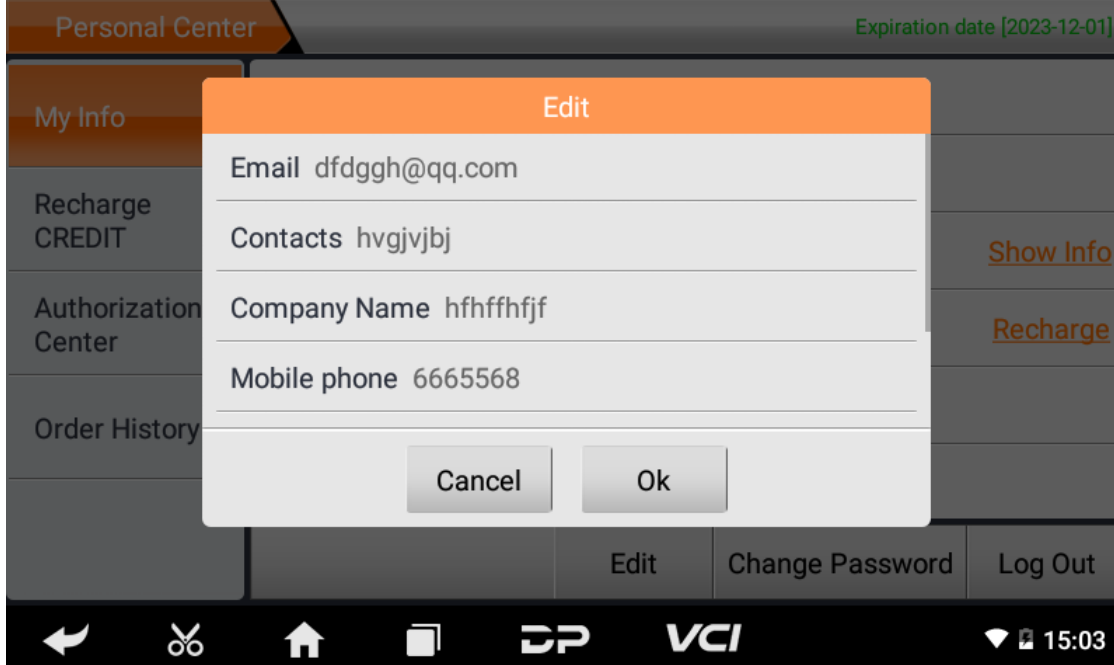 Personal Center
Expiration date [2023-12-01]
My Info
Recharge
CREDIT
Authorization
Center
Order History
Edit
Email dfdggh@qq.com
Contacts hvgjvjbj
Company Name hfhffhfjf
Mobile phone 6665568
Cancel
Ok
Show Info
Recharge
Edit
Change Password
Log Out
DP
VCI
15:03